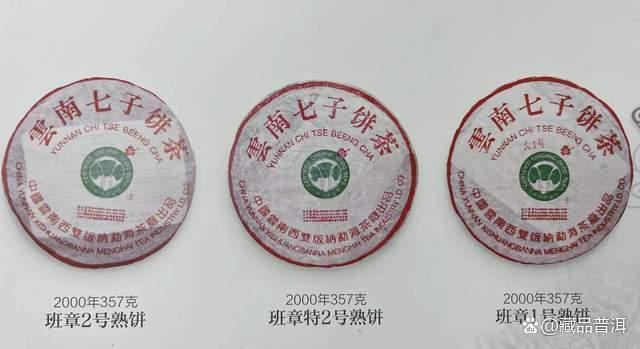 雲南七子饼茶
YUNNAN CHI TSE BEENG CHA
中國雲南西雙版納勐海茶廠出品
CHINA YUNNAN XISHUANGBANNA MENGHAI TEA INDUSTRY LTD. CO
2000年357克
班章2号熟饼
雲南七子饼茶
YUNNAN CHI TSE BEENG CHA
中國雲南西雙版納勐海茶廠出品
CHINA YUNNAN XISHUANGBANNA MENGHAI TEA INDUSTRY LTD. CO
2000年357克
班章特2号熟饼
雲南七子饼茶
YUNNAN CHI TSE BEENG CHA
大1号
中國雲南西雙版納勐海茶廠出品
CHINA YUNNAN XISHUANGBANNA MENGHAI TEA INDUSTRY LTD. CO
2000年357克
班章1号熟饼
藏品普洱